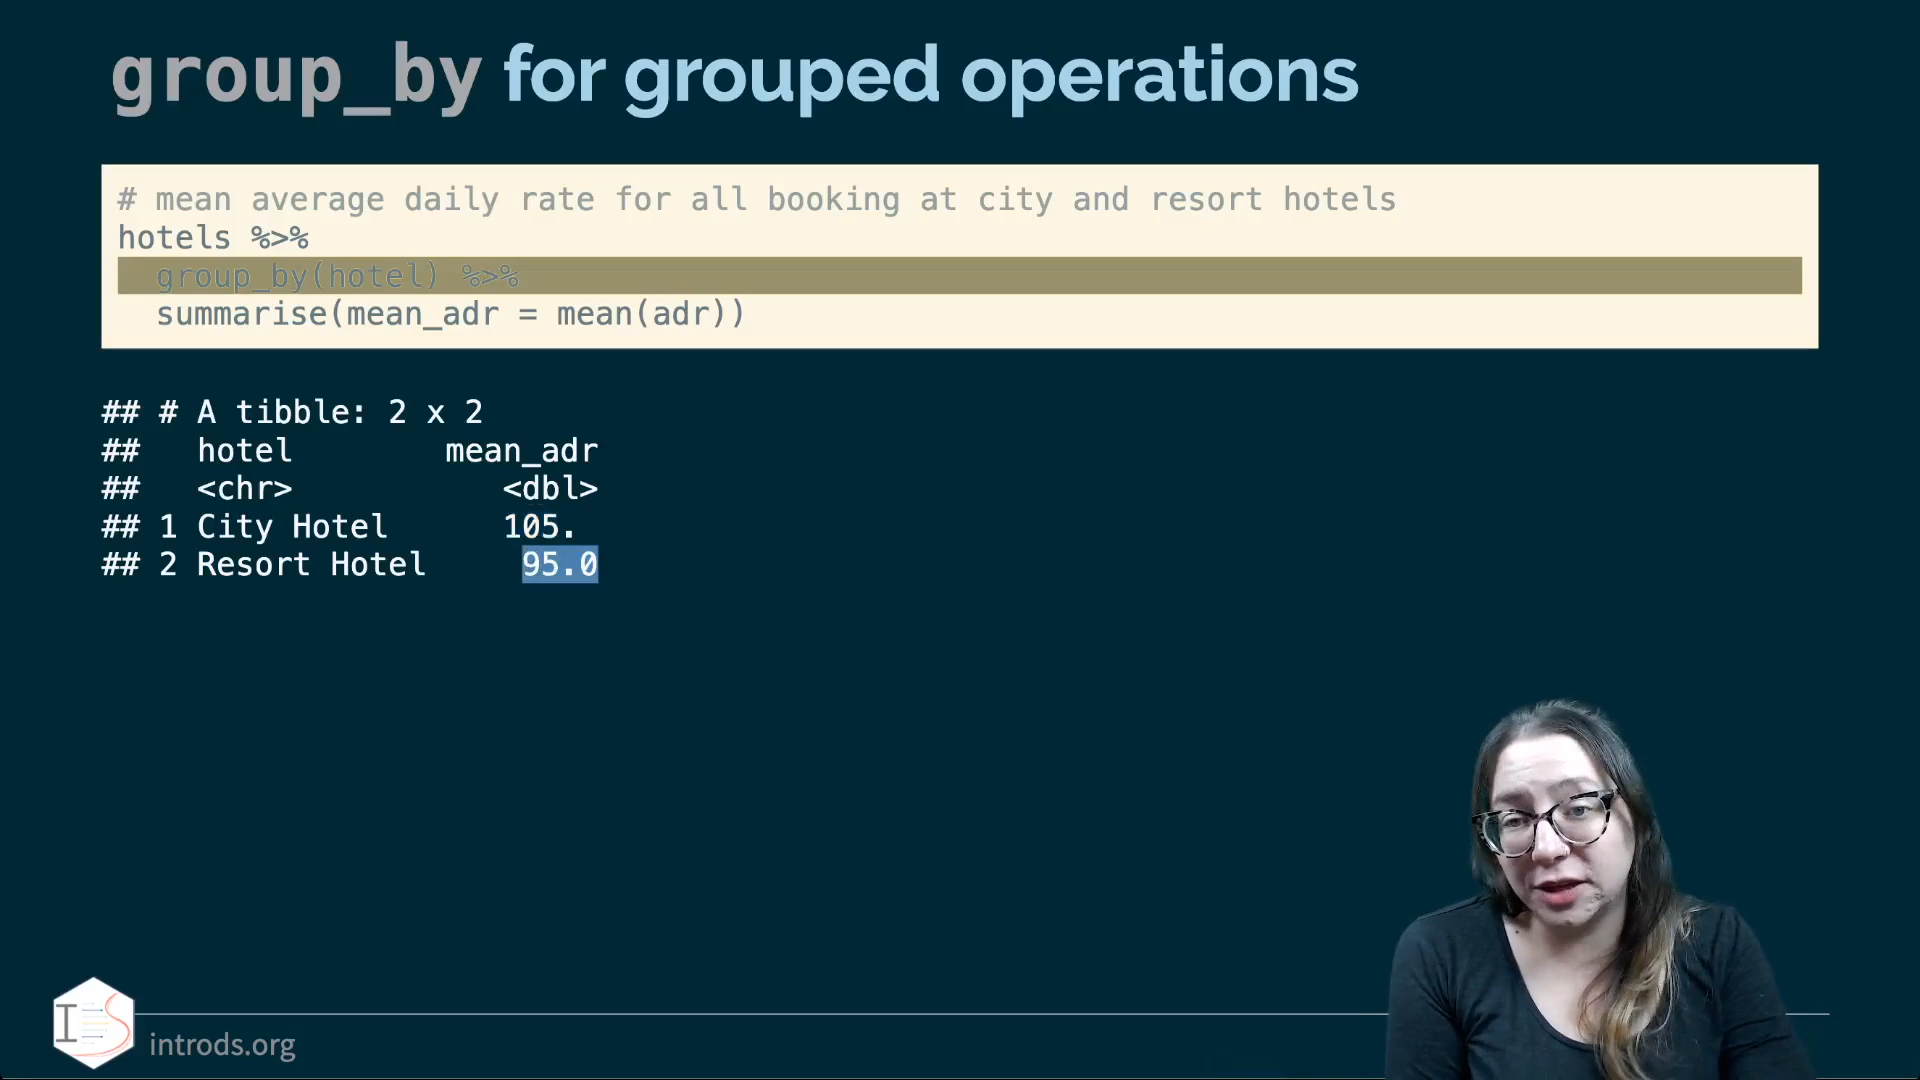 group_by for grouped operations
# mean average daily rate for all booking at city and resort hotels
hotels %>%
  group_by(hotel) %>%
  summarise(mean_adr = mean(adr))
## # A tibble: 2 x 2
##   hotel        mean_adr
##   <chr>           <dbl>
## 1 City Hotel      105.
## 2 Resort Hotel     95.0
IS
introds.org